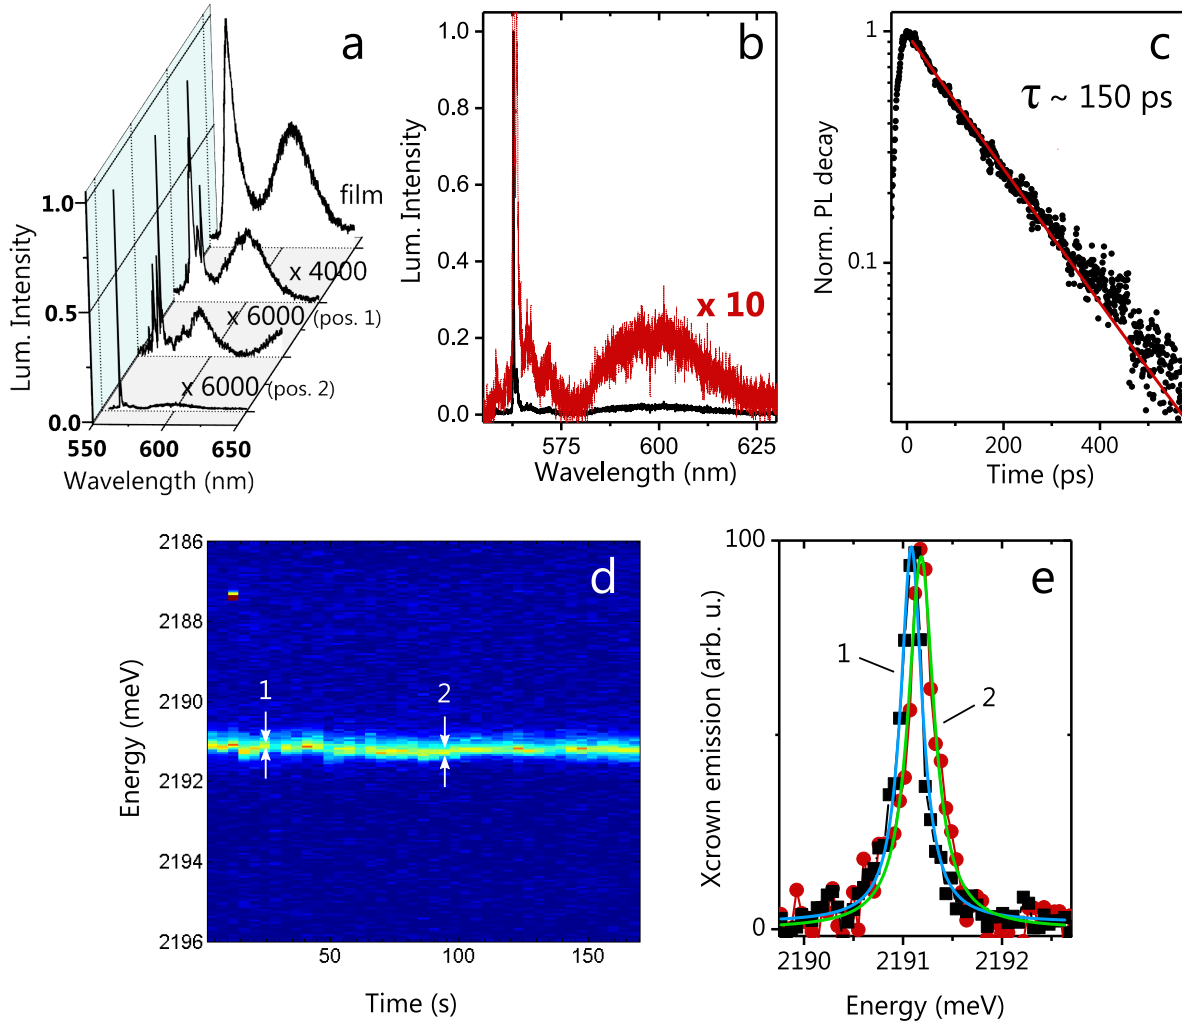 a
film
1.0
x 4000
x 6000 (pos. 1)
0.5
x 6000 (pos. 2)
0.0
550
600
650
Lum. Intensity
Wavelength (nm)
b
1.0
0.8
0.6
0.4
0.2
0.0
x 10
575
600
625
Lum. Intensity
Wavelength (nm)
c
τ ~ 150 ps
1
0.1
0
200
400
Norm. PL decay
Time (ps)
d
2186
2188
2190
2192
2194
2196
1
2
50
100
150
Energy (meV)
Time (s)
e
100
0
1
2
2190
2191
2192
Xcrown emission (arb. u.)
Energy (meV)